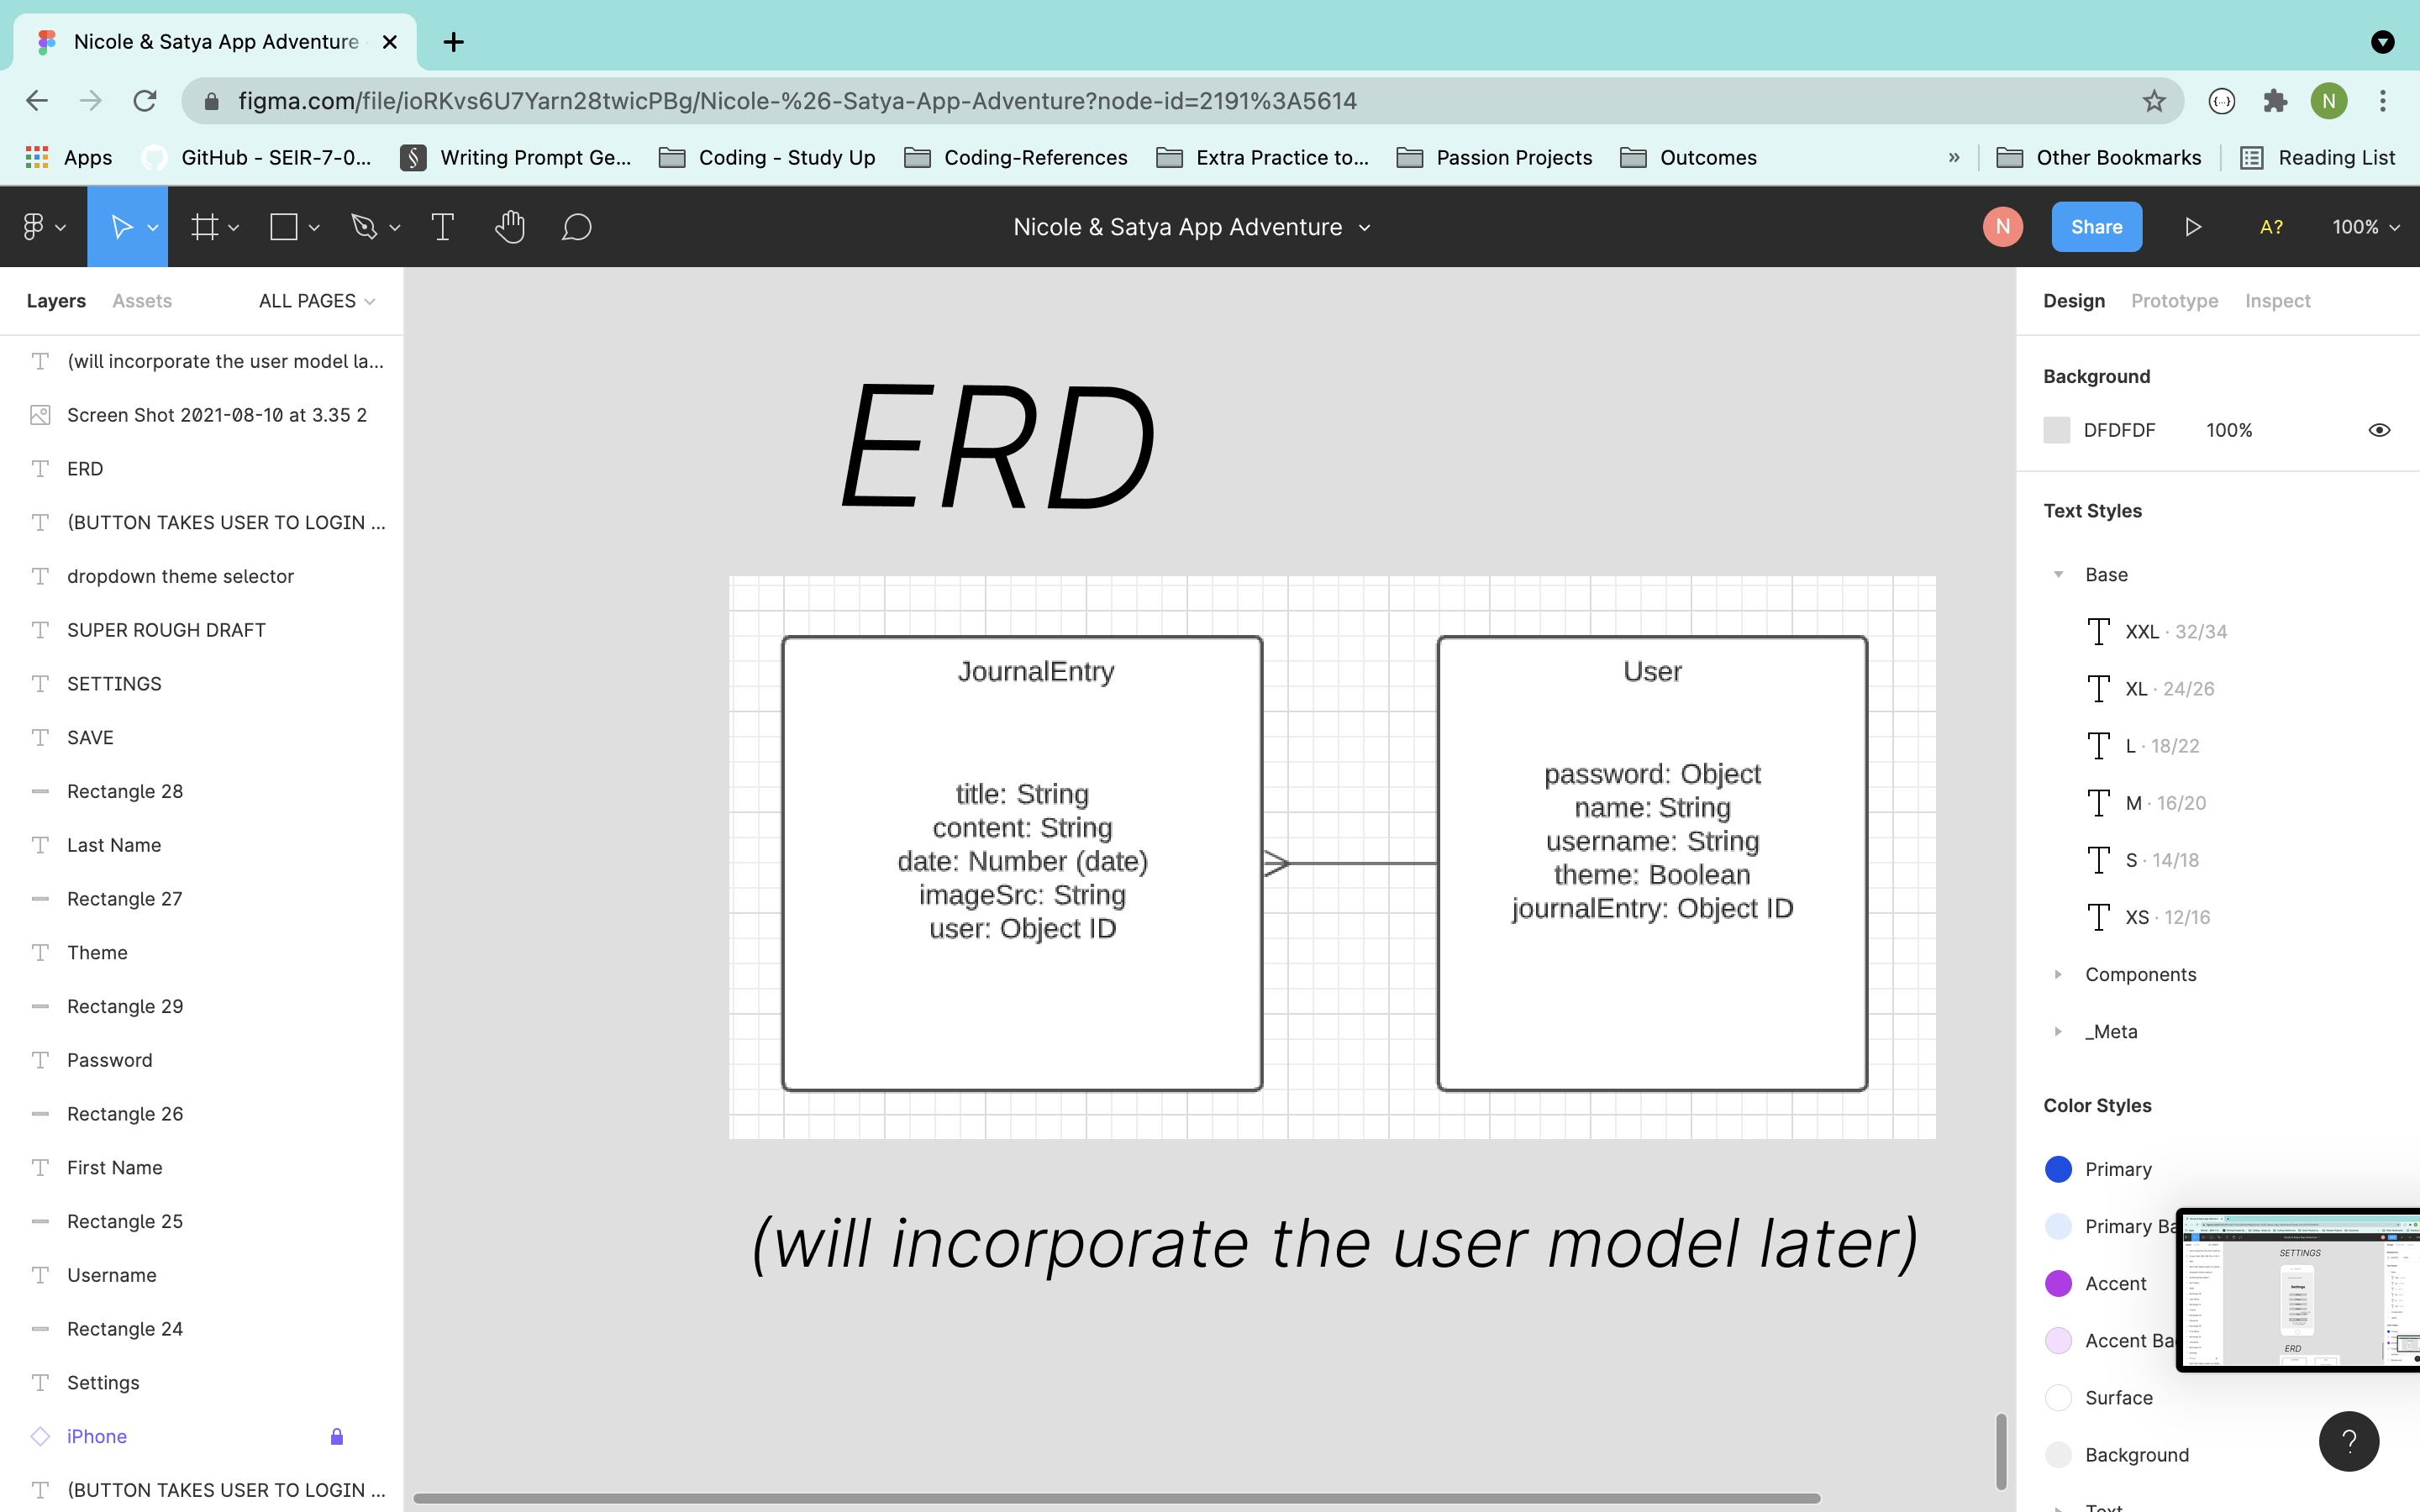 Nicole & Satya App Adventure
figma.com/file/ioRKvs6U7Yarn28twicPBg/Nicole-%26-Satya-App-Adventure?node-id=2191%3A5614
N
Apps
GitHub - SEIR-7-0...
Writing Prompt Ge...
Coding - Study Up
Coding-References
Extra Practice to...
Passion Projects
Outcomes
»
Other Bookmarks
Reading List
Nicole & Satya App Adventure
N
Share
A?
100%
Layers
Assets
ALL PAGES
(will incorporate the user model la...
Screen Shot 2021-08-10 at 3.35 2
ERD
(BUTTON TAKES USER TO LOGIN ...
dropdown theme selector
SUPER ROUGH DRAFT
SETTINGS
SAVE
Rectangle 28
Last Name
Rectangle 27
Theme
Rectangle 29
Password
Rectangle 26
First Name
Rectangle 25
Username
Rectangle 24
Settings
iPhone
(BUTTON TAKES USER TO LOGIN ...
ERD
JournalEntry
title: String
content: String
date: Number (date)
imageSrc: String
user: Object ID
User
password: Object
name: String
username: String
theme: Boolean
journalEntry: Object ID
(will incorporate the user model later)
Design
Prototype
Inspect
Background
DFDFDF
100%
Text Styles
Base
XXL · 32/34
XL · 24/26
L · 18/22
M · 16/20
S · 14/18
XS · 12/16
Components
_Meta
Color Styles
Primary
Primary Ba
Accent
Accent Ba
Surface
Background
Text
SETTINGS
Settings
ERD
?